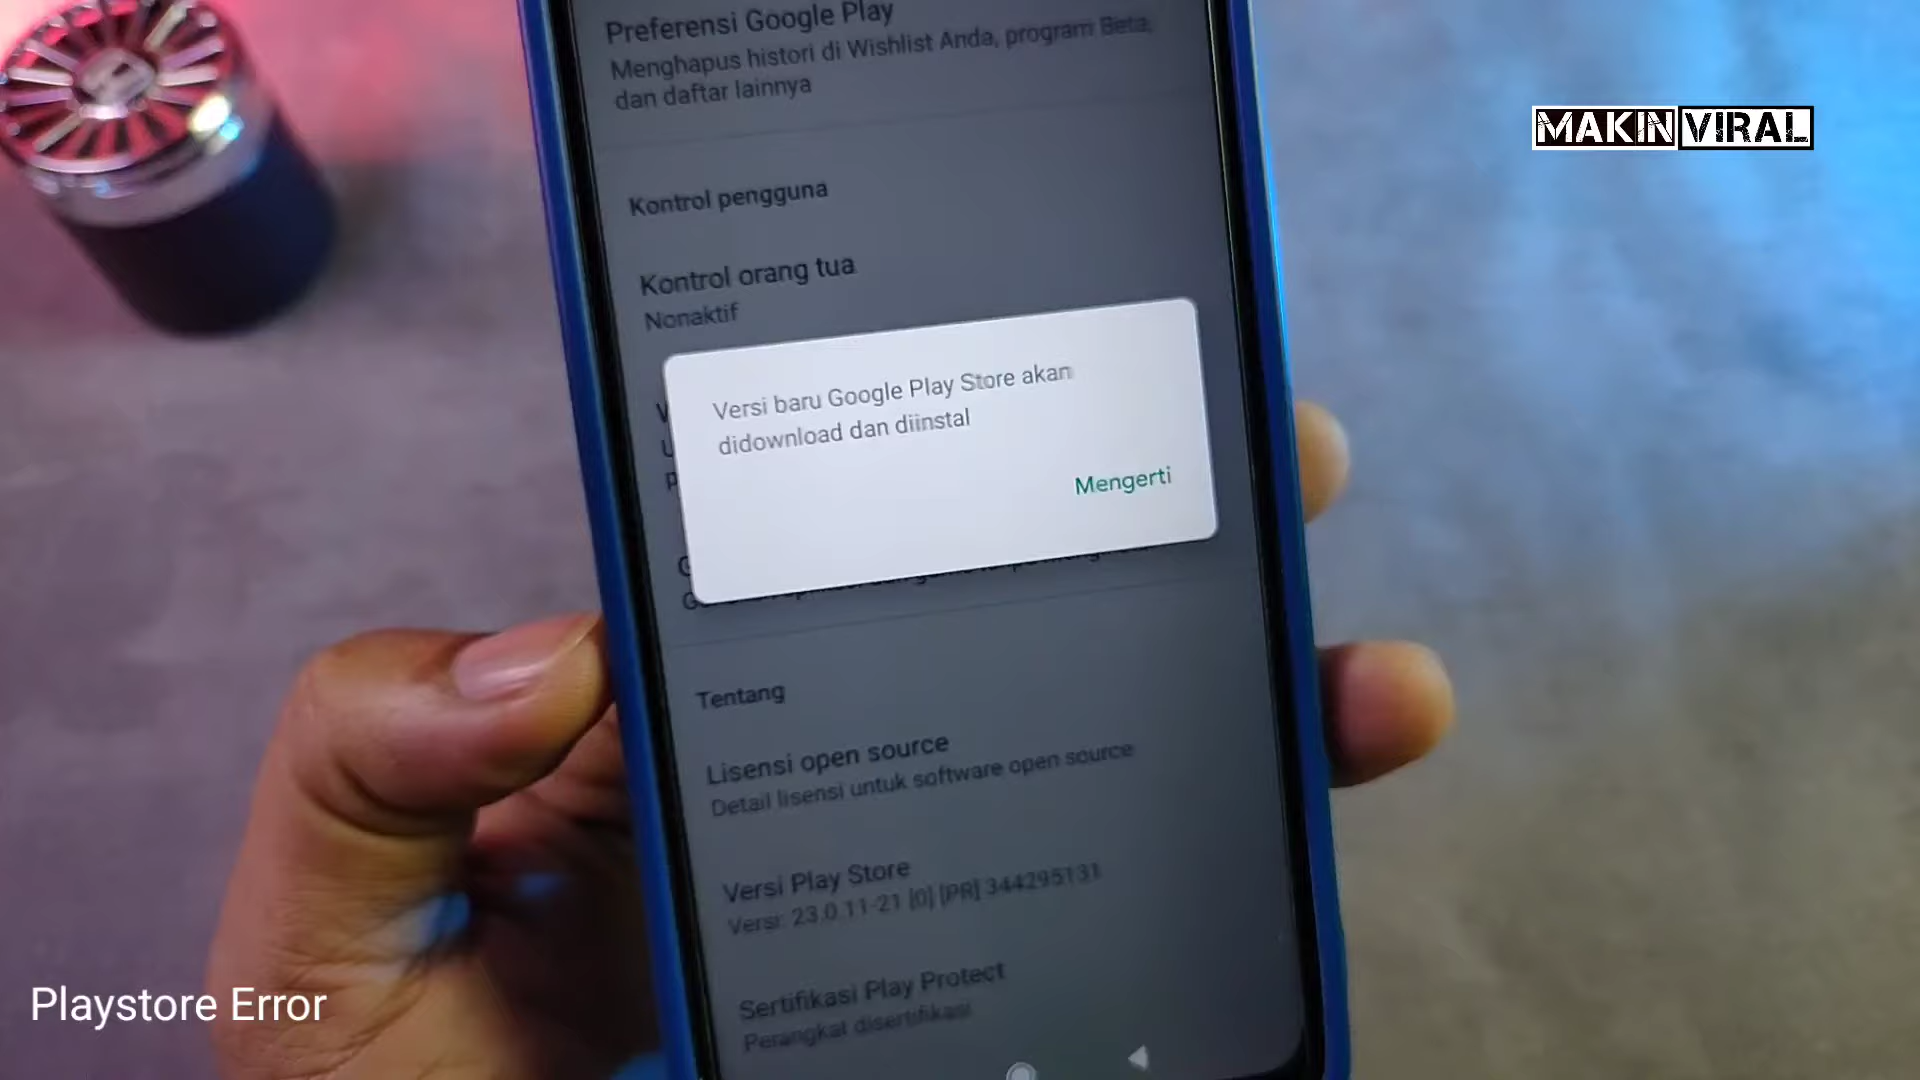 Preferensi Google Play
Menghapus histori di Wishlist Anda, program Beta,
dan daftar lainnya
MAKIN VIRAL
Kontrol pengguna
Kontrol orang tua
Nonaktif
Versi baru Google Play Store akan
didownload dan diinstal
Mengerti
Tentang
Lisensi open source
Detail lisensi untuk software open source
Versi Play Store
Versi: 23.0.11-21 [0] [PR] 344295131
Sertifikasi Play Protect
Perangkat disertifikasi
Playstore Error